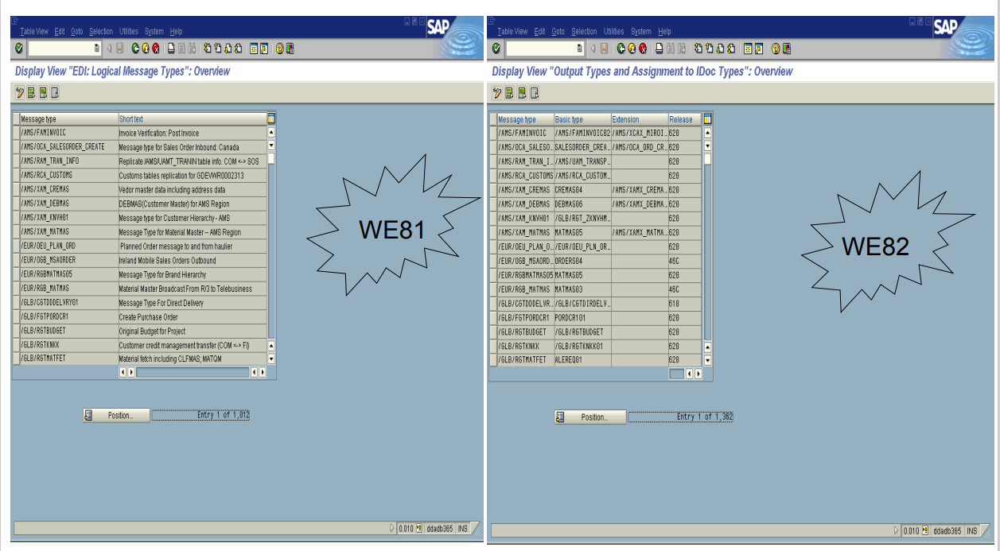 SAP
Table View Edit Goto Selection Utilities System Help
Display View "EDI: Logical Message Types": Overview
Message type Short text
/AMS/FAMINVOIC Invoice Verification: Post Invoice
/AMS/OCA_SALESORDER_CREATE Message type for Sales Order Inbound: Canada
/AMS/RAM_TRAN_INFO Replicate /AMS/UAMT_TRANIN table info. COM <-> SOS
/AMS/RCA_CUSTOMS Customs tables replication for GDEVWR0002313
/AMS/XAM_CREMAS Vedor master data including address data
/AMS/XAM_DEBMAS DEBMAS(Customer Master) for AMS Region
/AMS/XAM_KNVH01 Message type for Customer Hierarchy - AMS
/AMS/XAM_MATMAS Message Type for Material Master -- AMS Region
/EUR/OEU_PLAN_ORD Planned Order message to and from haulier
/EUR/OGB_MSAORDER Ireland Mobile Sales Orders Outbound
/EUR/RGBMATMAS05 Message Type for Brand Hierarchy
/EUR/RGB_MATMAS Material Master Broadcast From R/3 to Telebusiness
/GLB/CGTDDDELVRY01 Message Type For Direct Delivery
/GLB/FGTPORDCR1 Create Purchase Order
/GLB/RGTBUDGET Original Budget for Project
/GLB/RGTKNKK Customer credit management transfer (COM <-> FI)
/GLB/RGTMATFET Material fetch including CLFMAS; MATQM
Position... Entry 1 of 1,012
WE81
0.010 ddadb365 INS
SAP
Table View Edit Goto Selection Utilities System Help
Display View "Output Types and Assignment to IDoc Types": Overview
Message type Basic type Extension Release
/AMS/FAMINVOIC /AMS/FAMINVOIC02 /AMS/XCAX_MIROI... 620
/AMS/OCA_SALESO... SALESORDER_CREA... /AMS/OCA_ORD_CR... 620
/AMS/RAM_TRAN_I... /AMS/UAM_TRANSP... 620
/AMS/RCA_CUSTOMS /AMS/RCA_CUSTOM... 620
/AMS/XAM_CREMAS CREMAS04 /AMS/XAMX_CREMA... 620
/AMS/XAM_DEBMAS DEBMAS06 /AMS/XAMX_DEBMA... 620
/AMS/XAM_KNVH01 /GLB/RGT_ZKNVHM... 620
/AMS/XAM_MATMAS MATMAS05 /AMS/XAMX_MATMA... 620
/EUR/OEU_PLAN_O... /EUR/OEU_PLN_OR... 620
/EUR/OGB_MSAORD... ORDERS04 46C
/EUR/RGBMATMAS05 MATMAS05 620
/EUR/RGB_MATMAS MATMAS03 46C
/GLB/CGTDDDELVR... /GLB/CGTDIRDELV... 610
/GLB/FGTPORDCR1 PORDCR101 620
/GLB/RGTBUDGET /GLB/RGTBUDGET 620
/GLB/RGTKNKK /GLB/RGTKNKK01 620
/GLB/RGTMATFET ALEREQ01 620
Position... Entry 1 of 1,362
WE82
0.010 ddadb365 INS